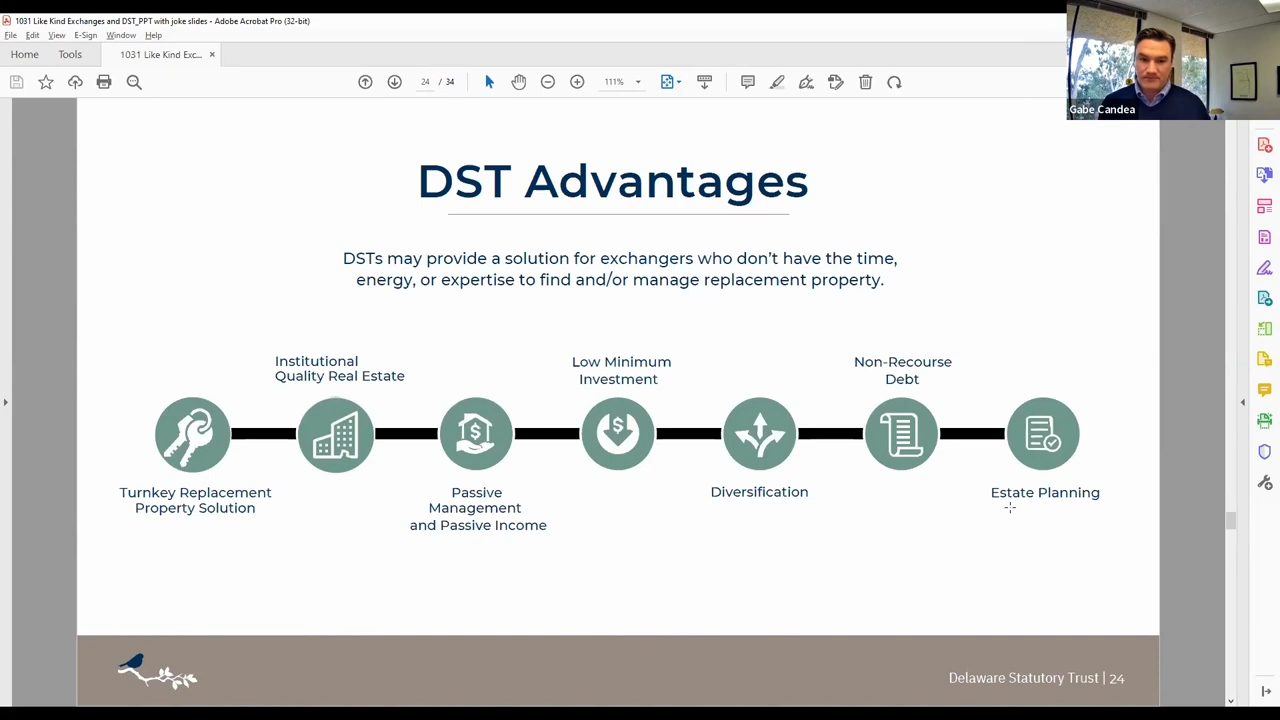 1031 Like Kind Exchanges and DST_PPT with joke slides - Adobe Acrobat Pro (32-bit)
File Edit View E-Sign Window Help
Home Tools 1031 Like Kind Exc... ×
24 / 34 111%
Gabe Candea
DST Advantages
DSTs may provide a solution for exchangers who don't have the time,
energy, or expertise to find and/or manage replacement property.
Institutional
Quality Real Estate
Low Minimum
Investment
Non-Recourse
Debt
Turnkey Replacement
Property Solution
Passive
Management
and Passive Income
Diversification
Estate Planning
Delaware Statutory Trust | 24